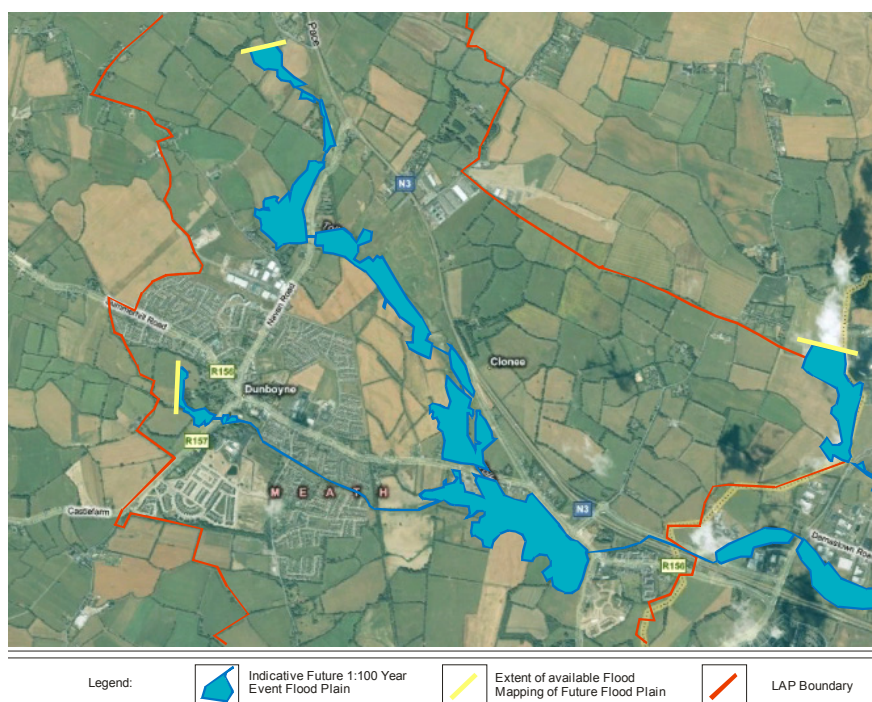 Pace
N3
Navan Road
Summerhill Road
Clonee
R156
Dunboyne
R157
M E A T H
Castlefarm
N3
Damastown Road
R156
Legend:
Indicative Future 1:100 Year
Event Flood Plain
Extent of available Flood
Mapping of Future Flood Plain
LAP Boundary